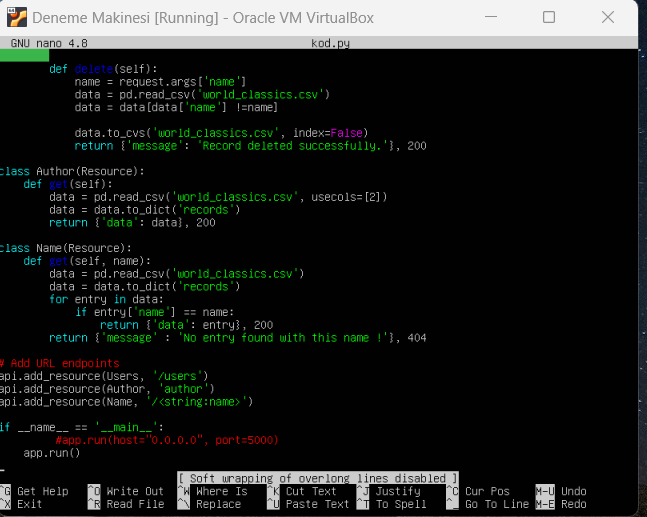 Deneme Makinesi [Running] - Oracle VM VirtualBox
GNU nano 4.8 kod.py
def delete(self):
name = request.args['name']
data = pd.read_csv('world_classics.csv')
data = data[data['name'] !=name]
data.to_cvs('world_classics.csv', index=False)
return {'message': 'Record deleted successfully.'}, 200
class Author(Resource):
def get(self):
data = pd.read_csv('world_classics.csv', usecols=[2])
data = data.to_dict('records')
return {'data': data}, 200
class Name(Resource):
def get(self, name):
data = pd.read_csv('world_classics.csv')
data = data.to_dict('records')
for entry in data:
if entry['name'] == name:
return {'data': entry}, 200
return {'message' : 'No entry found with this name !'}, 404
# Add URL endpoints
api.add_resource(Users, '/users')
api.add_resource(Author, 'author')
api.add_resource(Name, '/<string:name>')
if __name__ == '__main__':
#app.run(host="0.0.0.0", port=5000)
app.run()
[ Soft wrapping of overlong lines disabled ]
^G Get Help ^O Write Out ^W Where Is ^K Cut Text ^J Justify ^C Cur Pos M-U Undo
^X Exit ^R Read File ^\ Replace ^U Paste Text ^T To Spell ^_ Go To Line M-E Redo